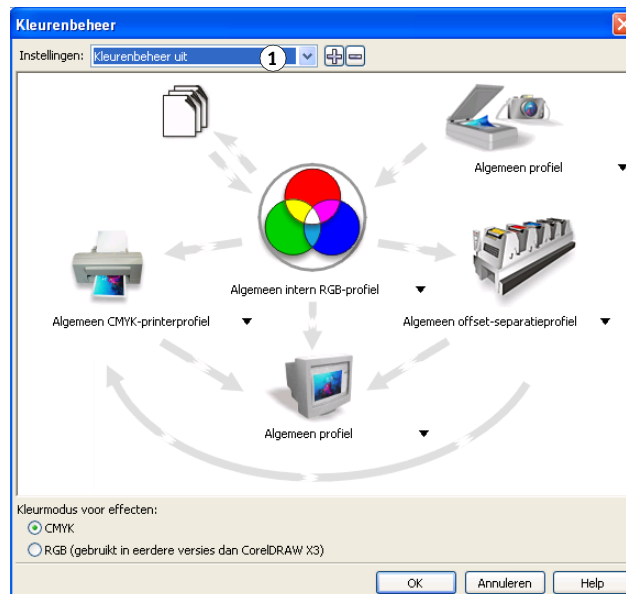 Kleurenbeheer
Instellingen: Kleurenbeheer uit 1
Algemeen profiel
Algemeen intern RGB-profiel
Algemeen CMYK-printerprofiel
Algemeen offset-separatieprofiel
Algemeen profiel
Kleurmodus voor effecten:
CMYK
RGB (gebruikt in eerdere versies dan CorelDRAW X3)
OK Annuleren Help